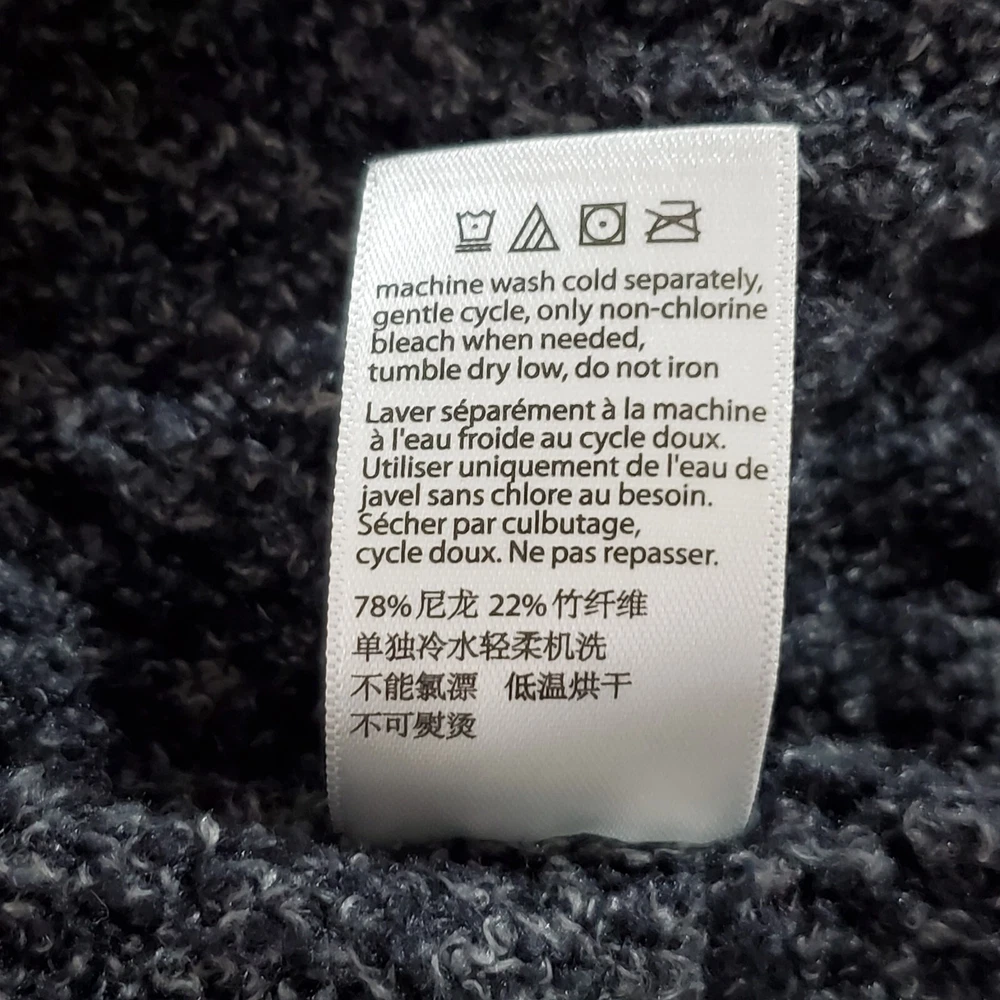 machine wash cold separately,
gentle cycle, only non-chlorine
bleach when needed,
tumble dry low, do not iron
Laver séparément à la machine
à l'eau froide au cycle doux.
Utiliser uniquement de l'eau de
javel sans chlore au besoin.
Sécher par culbutage,
cycle doux. Ne pas repasser.
78%尼龙 22%竹纤维
单独冷水轻柔机洗
不能氯漂 低温烘干
不可熨烫